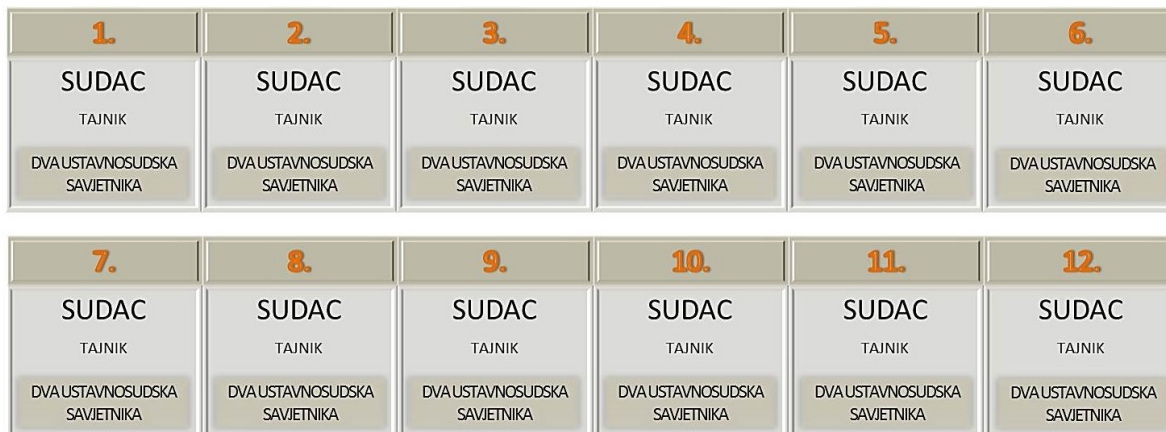 1. 2. 3. 4. 5. 6.
SUDAC SUDAC SUDAC SUDAC SUDAC SUDAC
TAJNIK TAJNIK TAJNIK TAJNIK TAJNIK TAJNIK
DVA USTAVNOSUDSKA DVA USTAVNOSUDSKA DVA USTAVNOSUDSKA DVA USTAVNOSUDSKA DVA USTAVNOSUDSKA DVA USTAVNOSUDSKA
SAVJETNIKA SAVJETNIKA SAVJETNIKA SAVJETNIKA SAVJETNIKA SAVJETNIKA
7. 8. 9. 10. 11. 12.
SUDAC SUDAC SUDAC SUDAC SUDAC SUDAC
TAJNIK TAJNIK TAJNIK TAJNIK TAJNIK TAJNIK
DVA USTAVNOSUDSKA DVA USTAVNOSUDSKA DVA USTAVNOSUDSKA DVA USTAVNOSUDSKA DVA USTAVNOSUDSKA DVA USTAVNOSUDSKA
SAVJETNIKA SAVJETNIKA SAVJETNIKA SAVJETNIKA SAVJETNIKA SAVJETNIKA